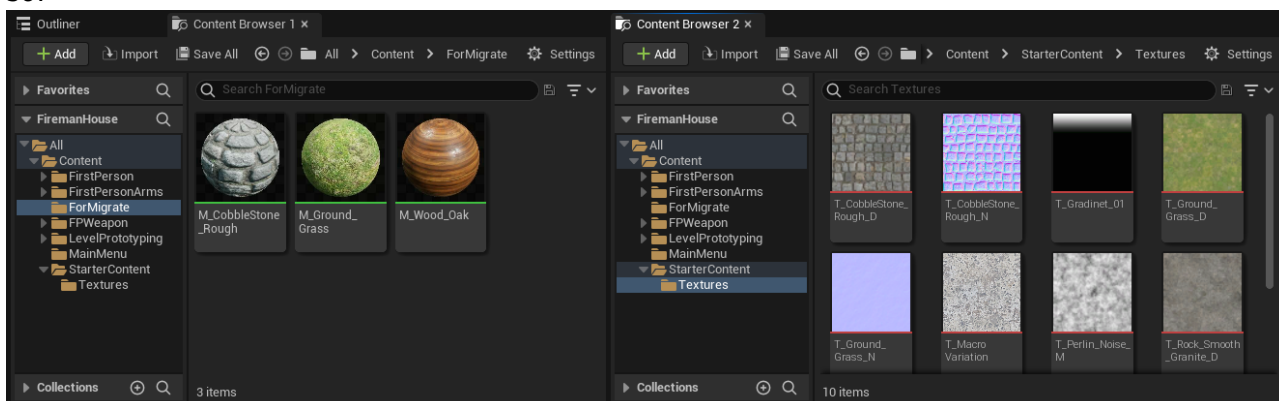 Outliner
Content Browser 1
Add Import Save All All > Content > ForMigrate Settings
Favorites
Search ForMigrate
FiremanHouse
All
Content
FirstPerson
FirstPersonArms
ForMigrate
FPWeapon
LevelPrototyping
MainMenu
StarterContent
Textures
M_CobbleStone
_Rough
M_Ground_
Grass
M_Wood_Oak
Collections
3 items
Content Browser 2
Add Import Save All > Content > StarterContent > Textures Settings
Favorites
Search Textures
FiremanHouse
All
Content
FirstPerson
FirstPersonArms
ForMigrate
FPWeapon
LevelPrototyping
MainMenu
StarterContent
Textures
T_CobbleStone_
Rough_D
T_CobbleStone_
Rough_N
T_Gradinet_01
T_Ground_
Grass_D
T_Ground_
Grass_N
T_Macro
Variation
T_Perlin_Noise_
M
T_Rock_Smooth
_Granite_D
Collections
10 items